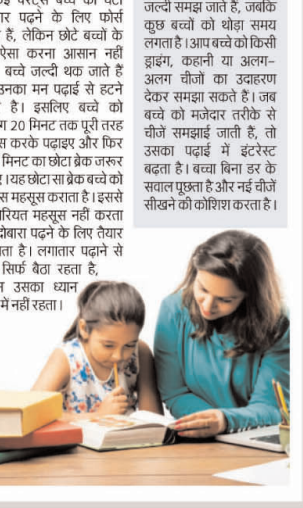 पढ़ने के लिए फोर्स
हैं, लेकिन छोटे बच्चों के
ऐसा करना आसान नहीं
बच्चे जल्दी थक जाते हैं
उनका मन पढ़ाई से हटने
है। इसलिए बच्चे को
20 मिनट तक पूरी तरह
करके पढ़ाएए और फिर
मिनट का छोटा ब्रेक जरूर
। यह छोटा सा ब्रेक बच्चे को
महसूस कराता है। इससे
महसूस नहीं करता
दोबारा पढ़ने के लिए तैयार
है। लगातार पढ़ाने से
सिर्फ बैठा रहता है,
उसका ध्यान
में नहीं रहता।
जल्दी समझ जाते हैं, जबकि
कुछ बच्चों को थोड़ा समय
लगता है। आप बच्चे को किसी
ड्राइंग, कहानी या अलग-
अलग चीजों का उदाहरण
देकर समझा सकते हैं। जब
बच्चे को मजेदार तरीके से
चीजें समझाई जाती हैं, तो
उसका पढ़ाई में इंटरेस्ट
बढ़ता है। बच्चा बिना डर के
सवाल पूछता है और नई चीजें
सीखने की कोशिश करता है।